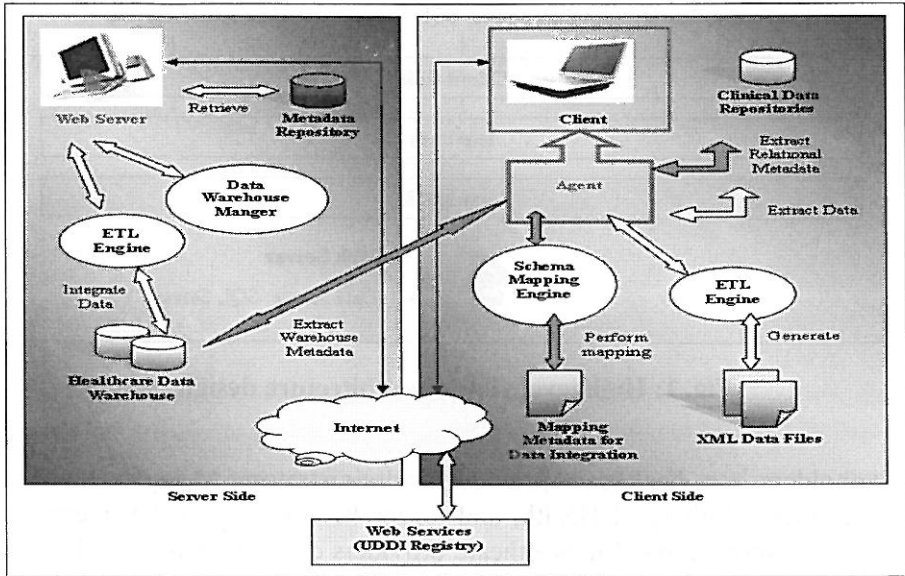 Web Server
Retrieve
Metadata
Repository
Data
Warehouse
Manger
ETL
Engine
Integrate
Data
Healthcare Data
Warehouse
Extract
Warehouse
Metadata
Internet
Server Side
Client
Clinical Data
Repositories
Agent
Extract
Relational
Metadata
Extract Data
Schema
Mapping
Engine
ETL
Engine
Perform
mapping
Generate
Mapping
Metadata for
Data Integration
XML Data Files
Client Side
Web Services
(UDDI Registry)